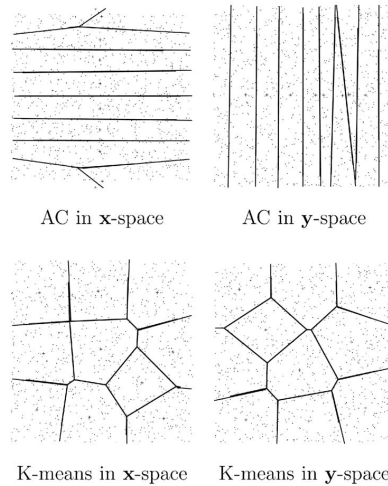 AC in x-space
AC in y-space
K-means in x-space
K-means in y-space